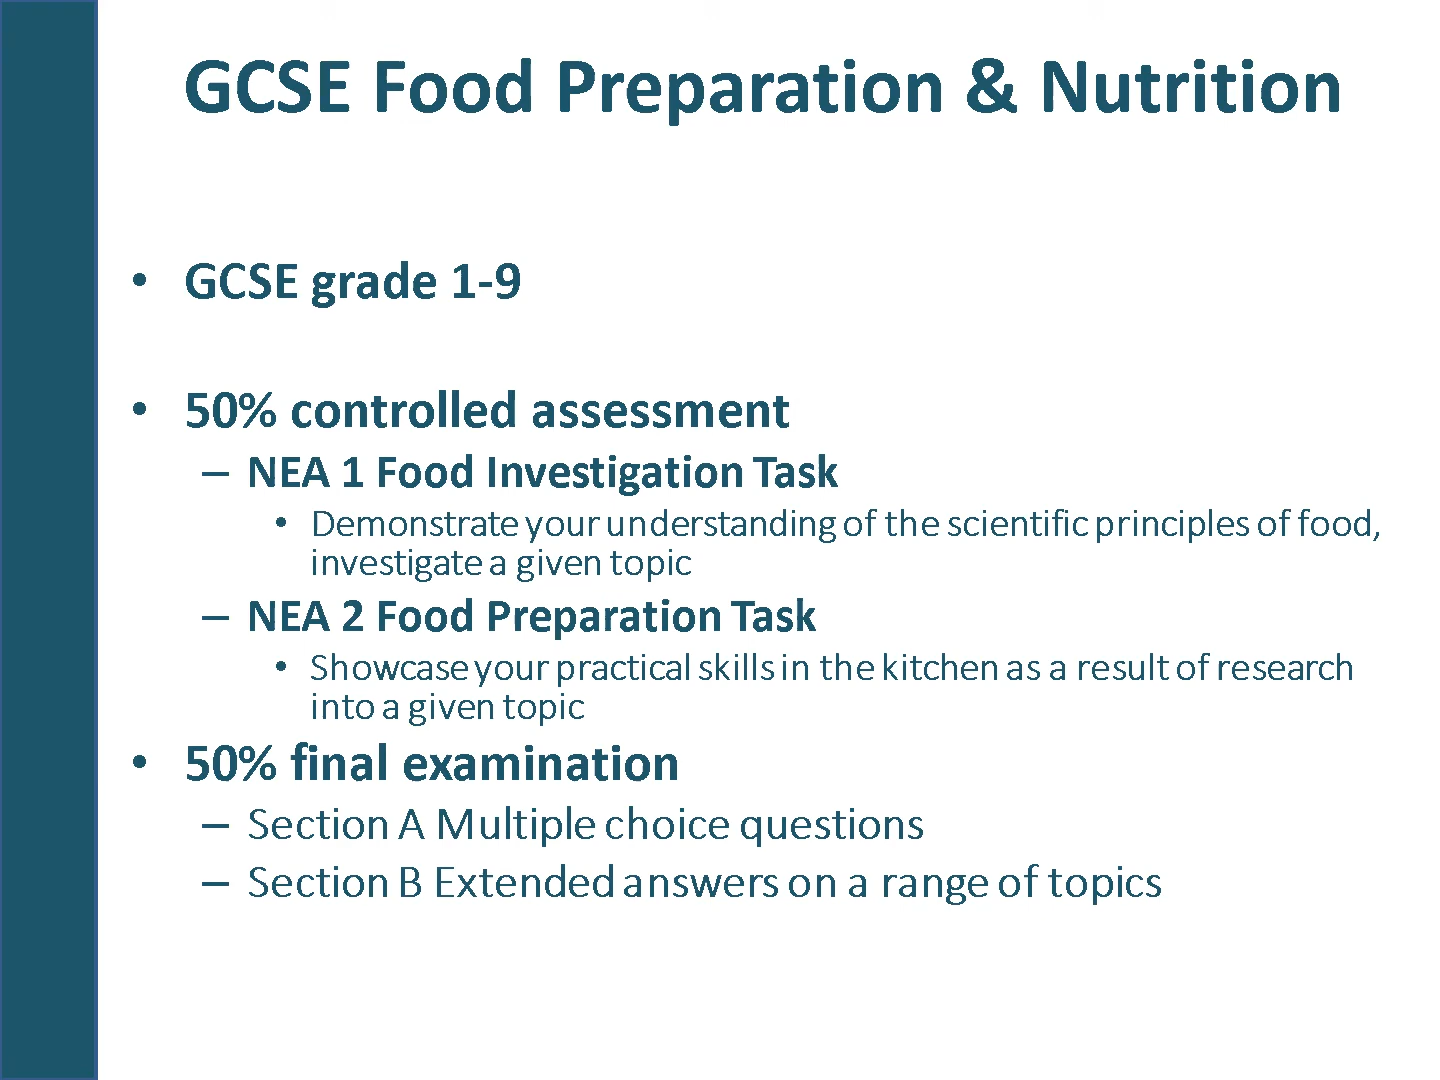 GCSE Food Preparation & Nutrition
• GCSE grade 1-9
• 50% controlled assessment
– NEA 1 Food Investigation Task
• Demonstrate your understanding of the scientific principles of food,
investigate a given topic
– NEA 2 Food Preparation Task
• Showcase your practical skills in the kitchen as a result of research
into a given topic
• 50% final examination
– Section A Multiple choice questions
– Section B Extended answers on a range of topics